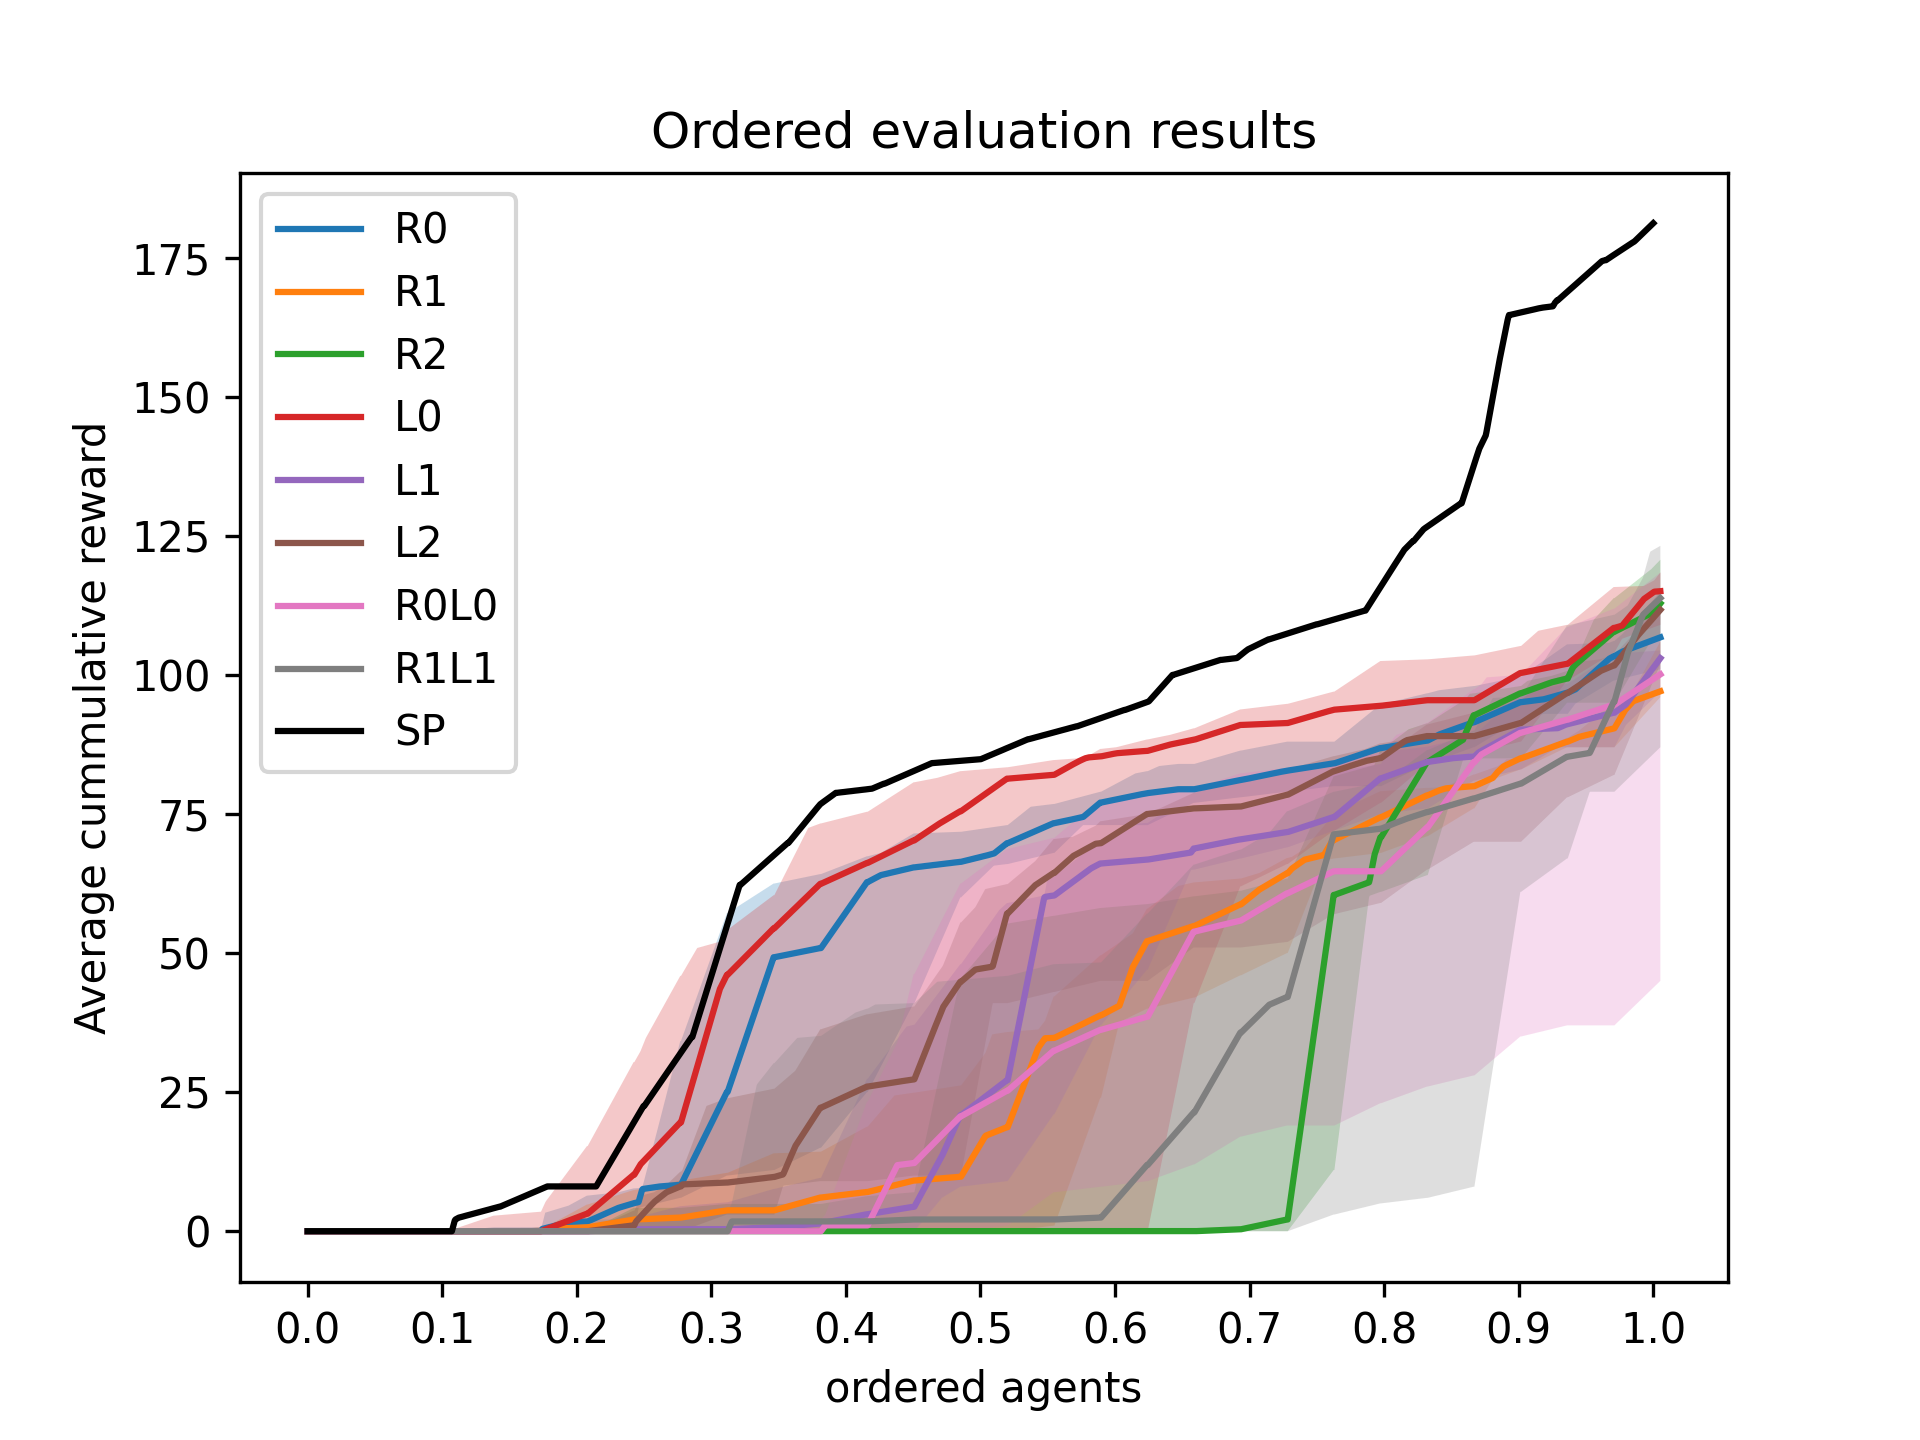 Ordered evaluation results
R0
R1
R2
L0
L1
L2
R0L0
R1L1
SP
Average cummulative reward
175
150
125
100
75
50
25
0
0.0 0.1 0.2 0.3 0.4 0.5 0.6 0.7 0.8 0.9 1.0
ordered agents